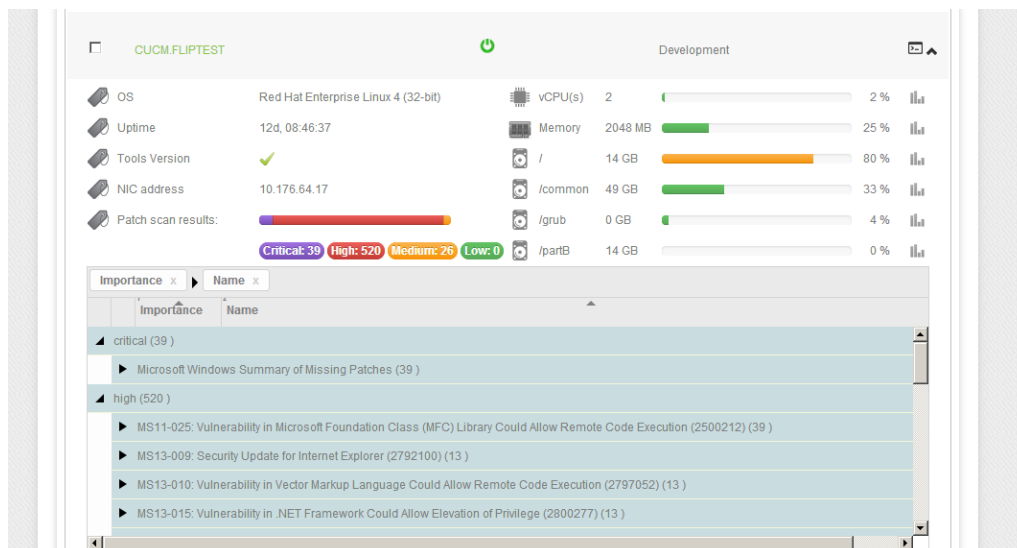 CUCM.FLIPTEST Development
OS Red Hat Enterprise Linux 4 (32-bit) vCPU(s) 2 2 %
Uptime 12d, 08:46:37 Memory 2048 MB 25 %
Tools Version / 14 GB 80 %
NIC address 10.176.64.17 /common 49 GB 33 %
Patch scan results: /grub 0 GB 4 %
Critical: 39 High: 520 Medium: 26 Low: 0 /partB 14 GB 0 %
Importance x Name x
Importance Name
critical (39 )
Microsoft Windows Summary of Missing Patches (39 )
high (520 )
MS11-025: Vulnerability in Microsoft Foundation Class (MFC) Library Could Allow Remote Code Execution (2500212) (39 )
MS13-009: Security Update for Internet Explorer (2792100) (13 )
MS13-010: Vulnerability in Vector Markup Language Could Allow Remote Code Execution (2797052) (13 )
MS13-015: Vulnerability in .NET Framework Could Allow Elevation of Privilege (2800277) (13 )